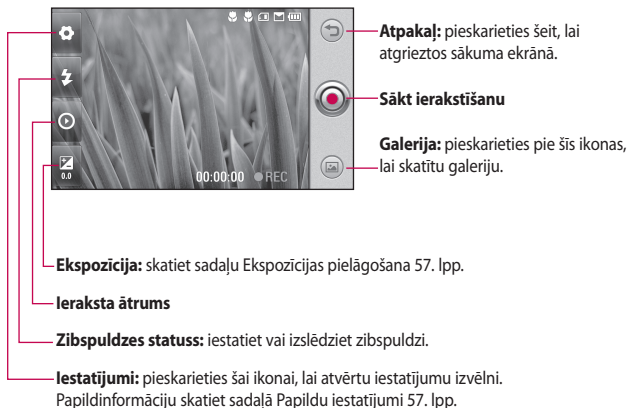 0.0
00:00:00 REC
Atpakaļ: pieskarieties šeit, lai
atgrieztos sākuma ekrānā.
Sākt ierakstīšanu
Galerija: pieskarieties pie šīs ikonas,
lai skatītu galeriju.
Ekspozīcija: skatiet sadaļu Ekspozīcijas pielāgošana 57. lpp.
Ieraksta ātrums
Zibspuldzes statuss: iestatiet vai izslēdziet zibspuldzi.
Iestatījumi: pieskarieties šai ikonai, lai atvērtu iestatījumu izvēlni.
Papildinformāciju skatiet sadaļā Papildu iestatījumi 57. lpp.